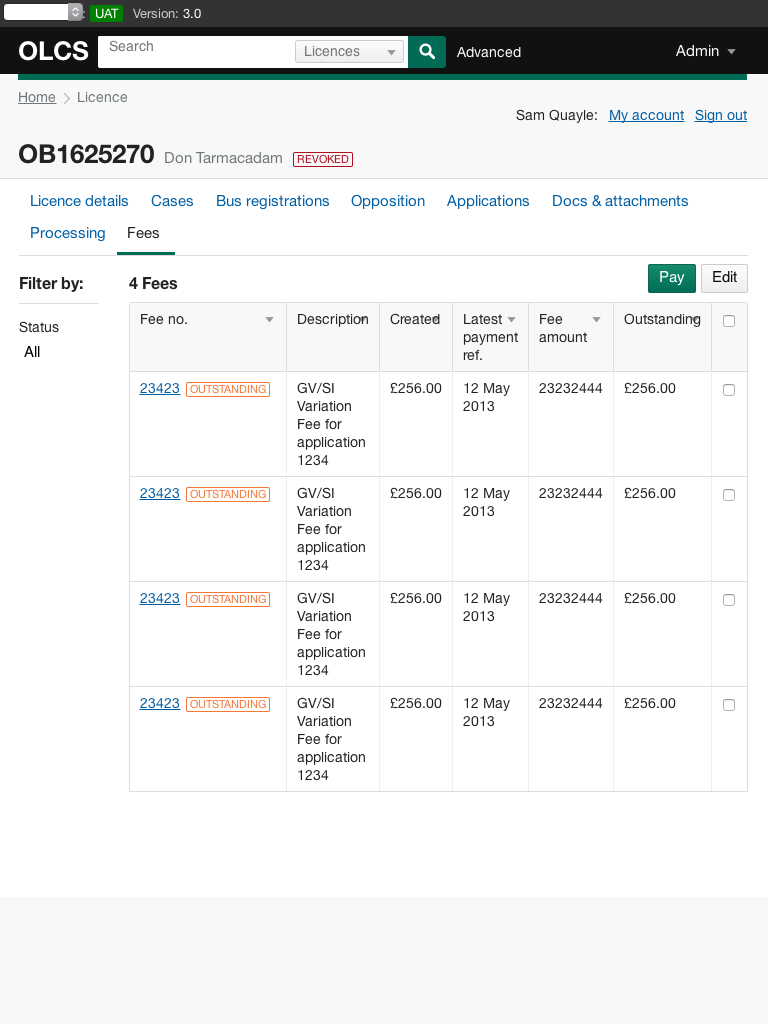 : UAT Version: 3.0
OLCS Search Licences Advanced Admin
Home Licence
Sam Quayle: My account Sign out
OB1625270 Don Tarmacadam REVOKED
Licence details Cases Bus registrations Opposition Applications Docs & attachments
Processing Fees
Filter by:
Status
All
4 Fees Pay Edit
Fee no. Description Created Latest payment ref. Fee amount Outstanding
23423 OUTSTANDING GV/SI Variation Fee for application 1234 £256.00 12 May 2013 23232444 £256.00
23423 OUTSTANDING GV/SI Variation Fee for application 1234 £256.00 12 May 2013 23232444 £256.00
23423 OUTSTANDING GV/SI Variation Fee for application 1234 £256.00 12 May 2013 23232444 £256.00
23423 OUTSTANDING GV/SI Variation Fee for application 1234 £256.00 12 May 2013 23232444 £256.00